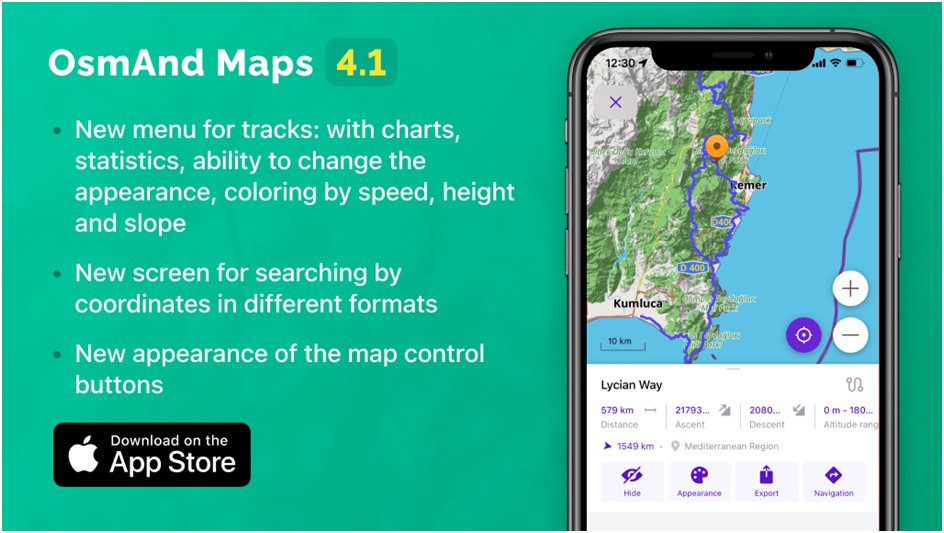 OsmAnd Maps 4.1
• New menu for tracks: with charts,
statistics, ability to change the
appearance, coloring by speed, height
and slope
• New screen for searching by
coordinates in different formats
• New appearance of the map control
buttons
Download on the
App Store
12:30
Kemer
D400
D 400
Kumluca
10 km
Lycian Way
579 km
Distance
21793...
Ascent
2080...
Descent
0 m - 180...
Altitude rang
1549 km • Mediterranean Region
Hide
Appearance
Export
Navigation